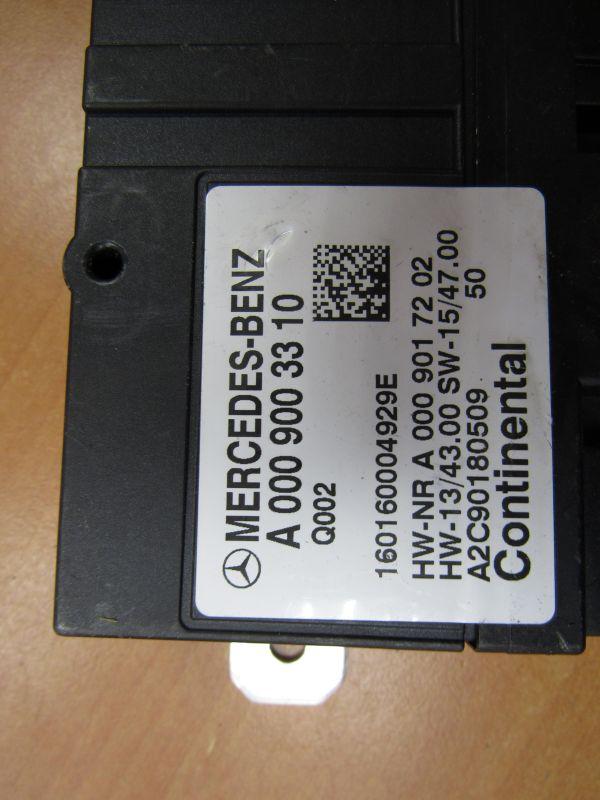 MERCEDES-BENZ
A 000 900 33 10
Q002
160160004929E
HW-NR A 000 901 72 02
HW-13/43.00 SW-15/47.00
A2C90180509 50
Continental